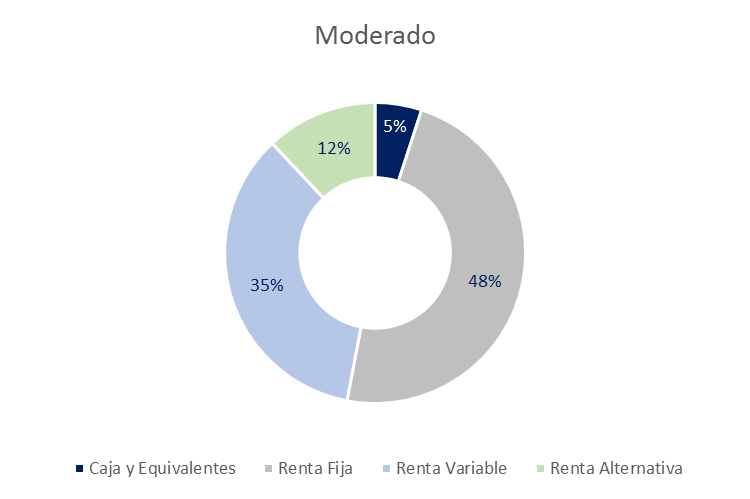 Moderado
5%
12%
48%
35%
Caja y Equivalentes
Renta Fija
Renta Variable
Renta Alternativa